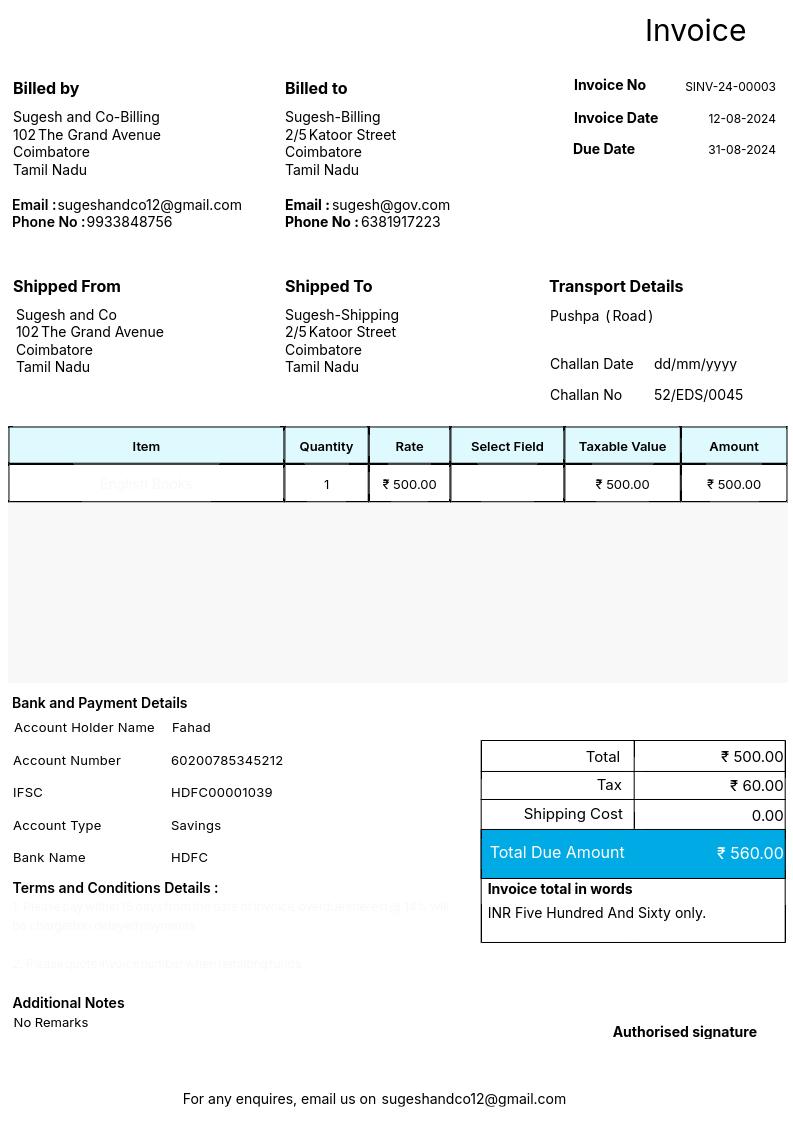 Invoice
Billed by
Sugesh and Co-Billing
102 The Grand Avenue
Coimbatore
Tamil Nadu
Email : sugeshandco12@gmail.com
Phone No : 9933848756
Billed to
Sugesh-Billing
2/5 Katoor Street
Coimbatore
Tamil Nadu
Email : sugesh@gov.com
Phone No : 6381917223
Invoice No SINV-24-00003
Invoice Date 12-08-2024
Due Date 31-08-2024
Shipped From
Sugesh and Co
102 The Grand Avenue
Coimbatore
Tamil Nadu
Shipped To
Sugesh-Shipping
2/5 Katoor Street
Coimbatore
Tamil Nadu
Transport Details
Pushpa (Road)
Challan Date dd/mm/yyyy
Challan No 52/EDS/0045
Item Quantity Rate Select Field Taxable Value Amount
English Books 1 ₹ 500.00 ₹ 500.00 ₹ 500.00
Bank and Payment Details
Account Holder Name Fahad
Account Number 60200785345212
IFSC HDFC00001039
Account Type Savings
Bank Name HDFC
Total ₹ 500.00
Tax ₹ 60.00
Shipping Cost 0.00
Total Due Amount ₹ 560.00
Invoice total in words
INR Five Hundred And Sixty only.
Terms and Conditions Details :
1. Please pay within 15 days from the date of invoice, overdue interest @ 14% will
be charged on delayed payments.
2. Please quote invoice number when remitting funds.
Additional Notes
No Remarks
Authorised signature
For any enquires, email us on sugeshandco12@gmail.com